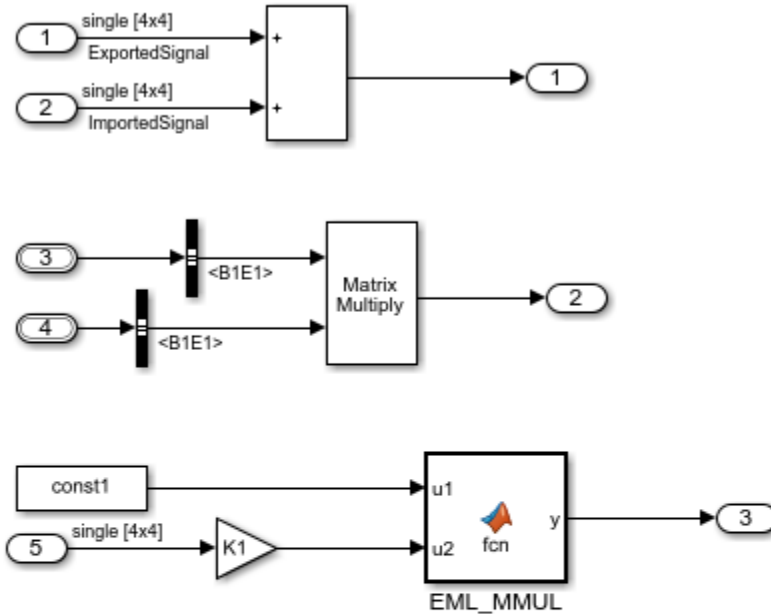 single [4x4]
1
+
ExportedSignal
1
single [4x4]
2
+
ImportedSignal
3
<B1E1>
Matrix
Multiply
2
4
<B1E1>
const1
u1
single [4x4]
5
K1
u2
fcn
y
3
EML_MMUL